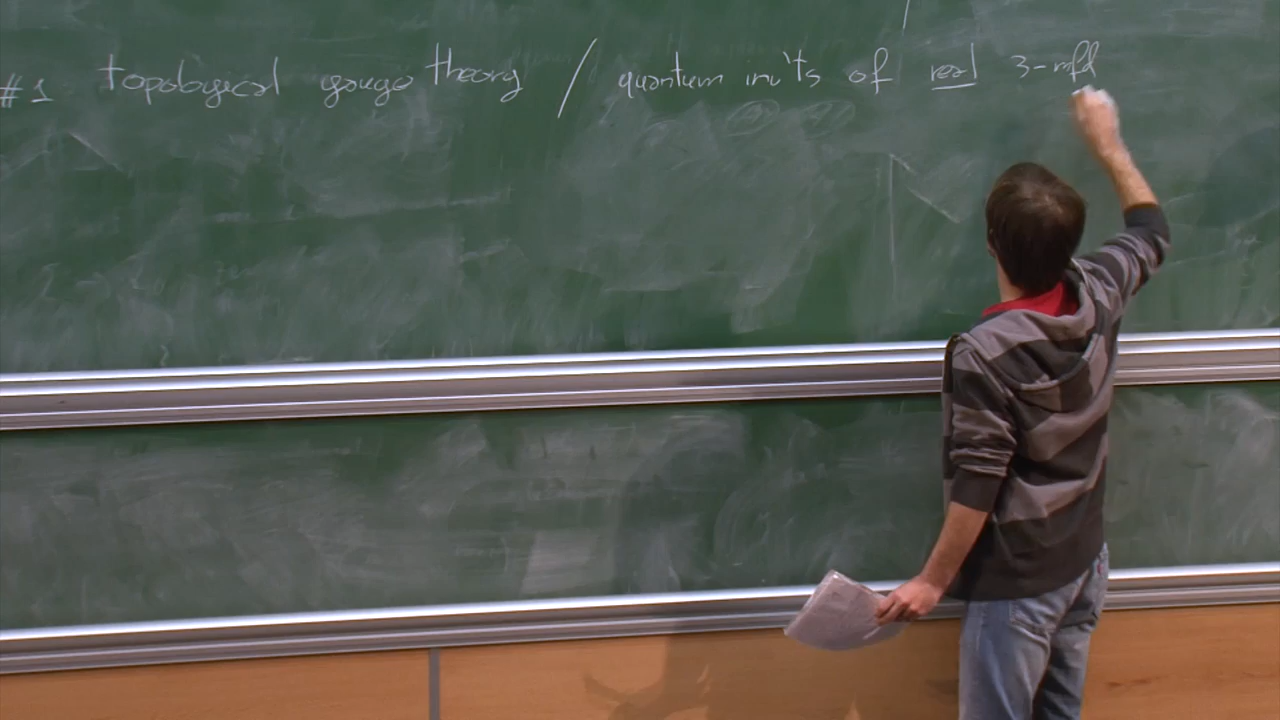 #1 topological gauge theory / quantum inv'ts of real 3-mfd